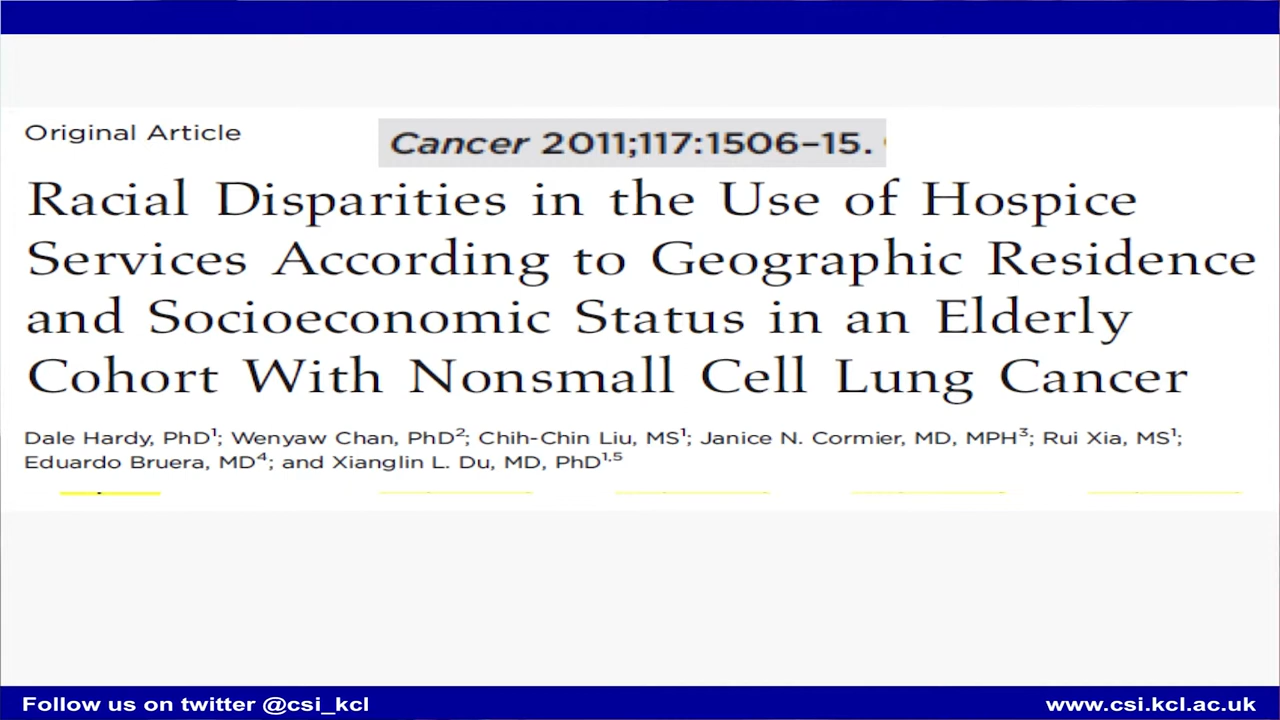 Original Article
Cancer 2011;117:1506–15.
Racial Disparities in the Use of Hospice
Services According to Geographic Residence
and Socioeconomic Status in an Elderly
Cohort With Nonsmall Cell Lung Cancer
Dale Hardy, PhD1; Wenyaw Chan, PhD2; Chih-Chin Liu, MS1; Janice N. Cormier, MD, MPH3; Rui Xia, MS1;
Eduardo Bruera, MD4; and Xianglin L. Du, MD, PhD1,5
Follow us on twitter @csi_kcl
www.csi.kcl.ac.uk